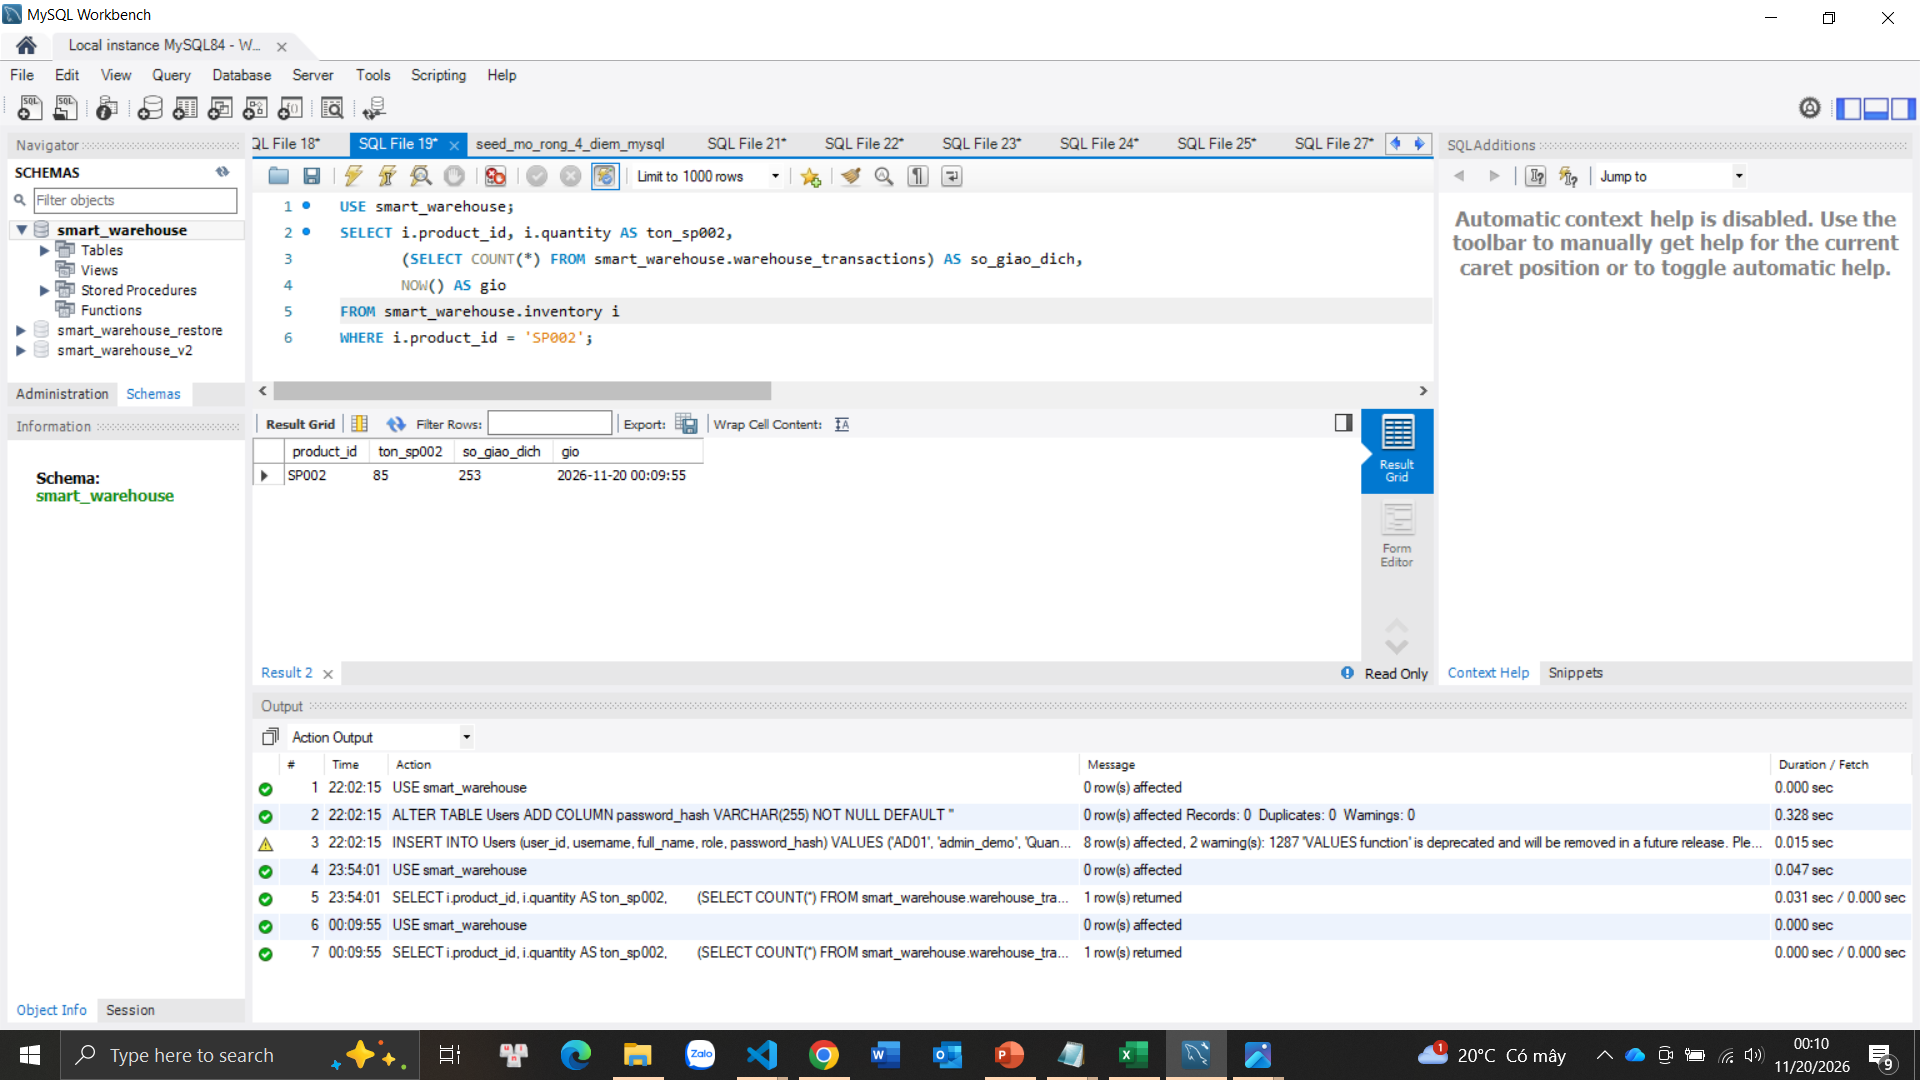 MySQL Workbench
Local instance MySQL84 - W...
File Edit View Query Database Server Tools Scripting Help
Navigator
SCHEMAS
Filter objects
smart_warehouse
Tables
Views
Stored Procedures
Functions
smart_warehouse_restore
smart_warehouse_v2
Administration Schemas
Information
Schema:
smart_warehouse
Object Info Session
QL File 18* SQL File 19* seed_mo_rong_4_diem_mysql SQL File 21* SQL File 22* SQL File 23* SQL File 24* SQL File 25* SQL File 27*
Limit to 1000 rows
1 USE smart_warehouse;
2 SELECT i.product_id, i.quantity AS ton_sp002,
3 (SELECT COUNT(*) FROM smart_warehouse.warehouse_transactions) AS so_giao_dich,
4 NOW() AS gio
5 FROM smart_warehouse.inventory i
6 WHERE i.product_id = 'SP002';
Result Grid Filter Rows: Export: Wrap Cell Content:
product_id ton_sp002 so_giao_dich gio
SP002 85 253 2026-11-20 00:09:55
Result
Grid
Form
Editor
Result 2 Read Only
SQLAdditions
Jump to
Automatic context help is disabled. Use the
toolbar to manually get help for the current
caret position or to toggle automatic help.
Context Help Snippets
Output
Action Output
# Time Action Message Duration / Fetch
1 22:02:15 USE smart_warehouse 0 row(s) affected 0.000 sec
2 22:02:15 ALTER TABLE Users ADD COLUMN password_hash VARCHAR(255) NOT NULL DEFAULT '' 0 row(s) affected Records: 0 Duplicates: 0 Warnings: 0 0.328 sec
3 22:02:15 INSERT INTO Users (user_id, username, full_name, role, password_hash) VALUES ('AD01', 'admin_demo', 'Quan... 8 row(s) affected, 2 warning(s): 1287 'VALUES function' is deprecated and will be removed in a future release. Ple... 0.015 sec
4 23:54:01 USE smart_warehouse 0 row(s) affected 0.047 sec
5 23:54:01 SELECT i.product_id, i.quantity AS ton_sp002, (SELECT COUNT(*) FROM smart_warehouse.warehouse_tra... 1 row(s) returned 0.031 sec / 0.000 sec
6 00:09:55 USE smart_warehouse 0 row(s) affected 0.000 sec
7 00:09:55 SELECT i.product_id, i.quantity AS ton_sp002, (SELECT COUNT(*) FROM smart_warehouse.warehouse_tra... 1 row(s) returned 0.000 sec / 0.000 sec
Type here to search
Zalo
1
20°C Có mây
00:10
11/20/2026
9